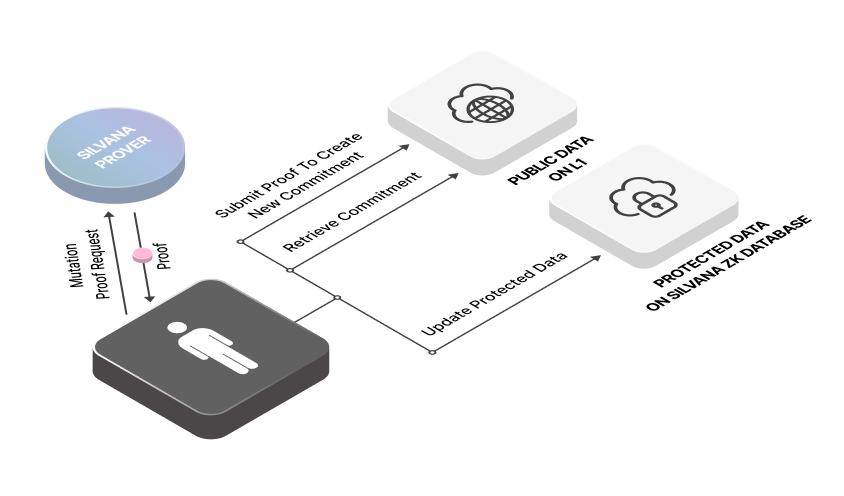 SILVANA
PROVER
Submit Proof To Create
New Commitment
Retrieve Commitment
PUBLIC DATA
ON L1
Mutation
Proof Request
Proof
Update Protected Data
PROTECTED DATA
ON SILVANA ZK DATABASE